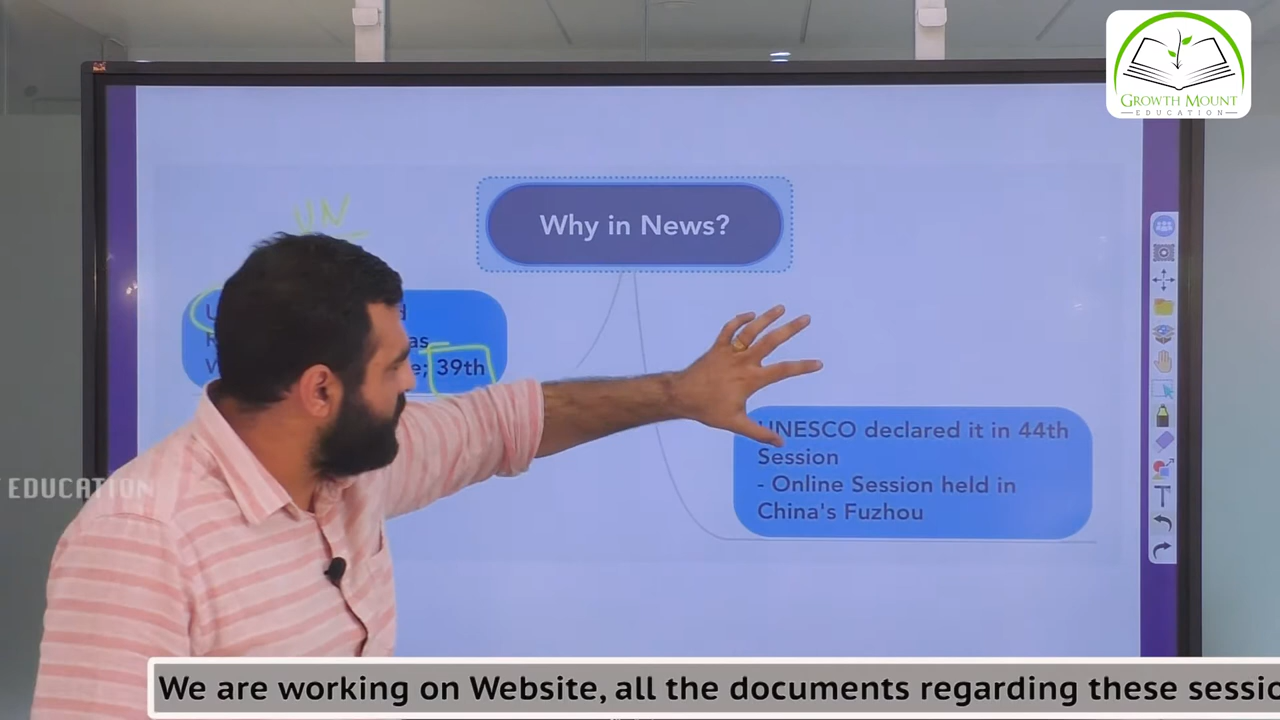 GROWTH MOUNT
EDUCATION
Why in News?
UN
39th
UNESCO declared it in 44th
Session
- Online Session held in
China's Fuzhou
EDUCATION
We are working on Website, all the documents regarding these